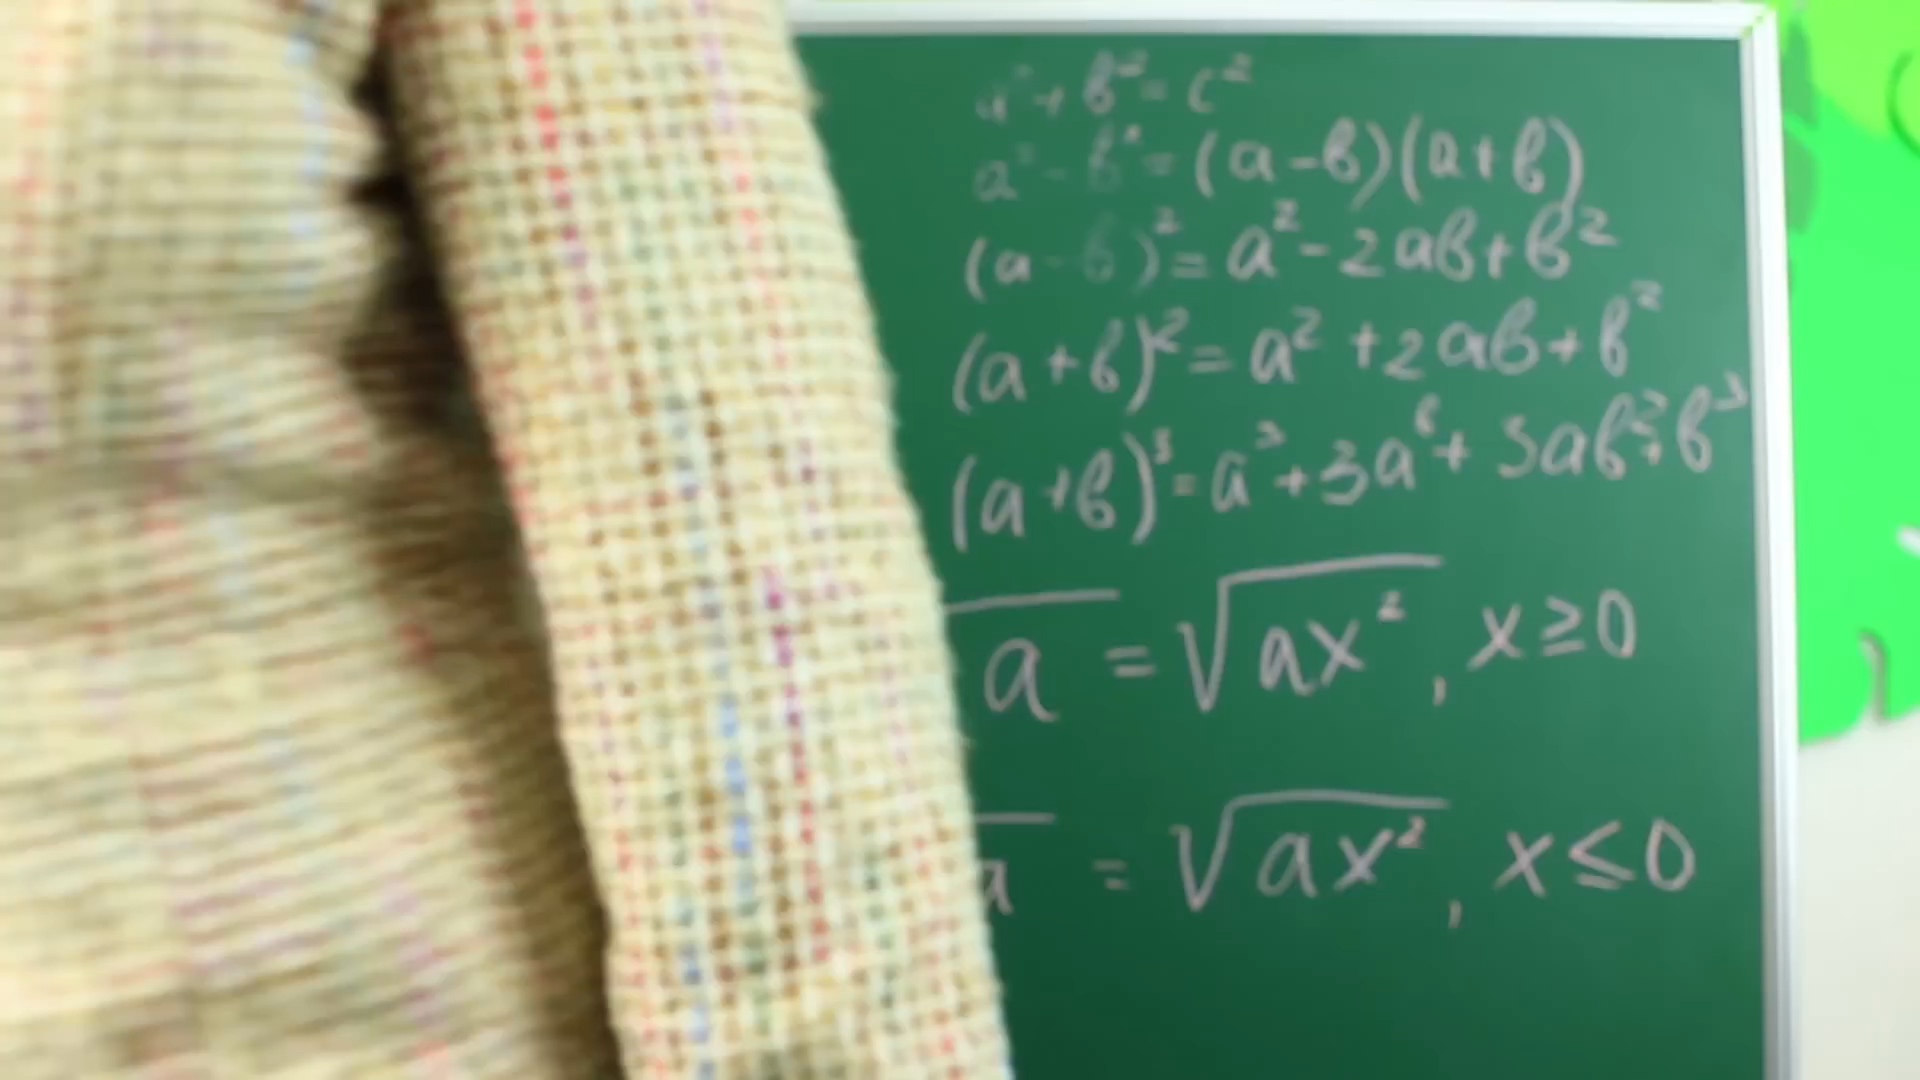 a² + b² = c²
a² - b² = (a-b)(a+b)
(a-b)² = a² - 2ab + b²
(a+b)² = a² + 2ab + b²
(a+b)³ = a³ + 3a⁶ + 3ab² + b³
a = √ax², x ≥ 0
a = √ax², x ≤ 0